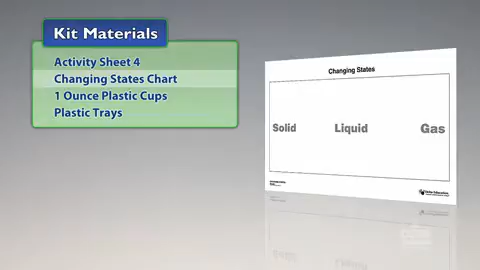 Kit Materials
Activity Sheet 4
Changing States Chart
1 Ounce Plastic Cups
Plastic Trays
Changing States
Solid Liquid Gas